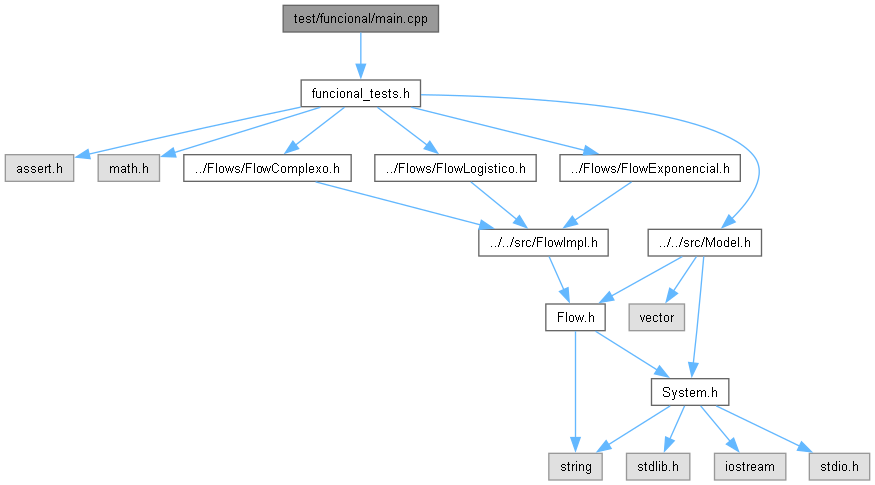 test/funcional/main.cpp
funcional_tests.h
assert.h
math.h
../Flows/FlowComplexo.h
../Flows/FlowLogistico.h
../Flows/FlowExponencial.h
../../src/FlowImpl.h
../../src/Model.h
Flow.h
vector
System.h
string
stdlib.h
iostream
stdio.h